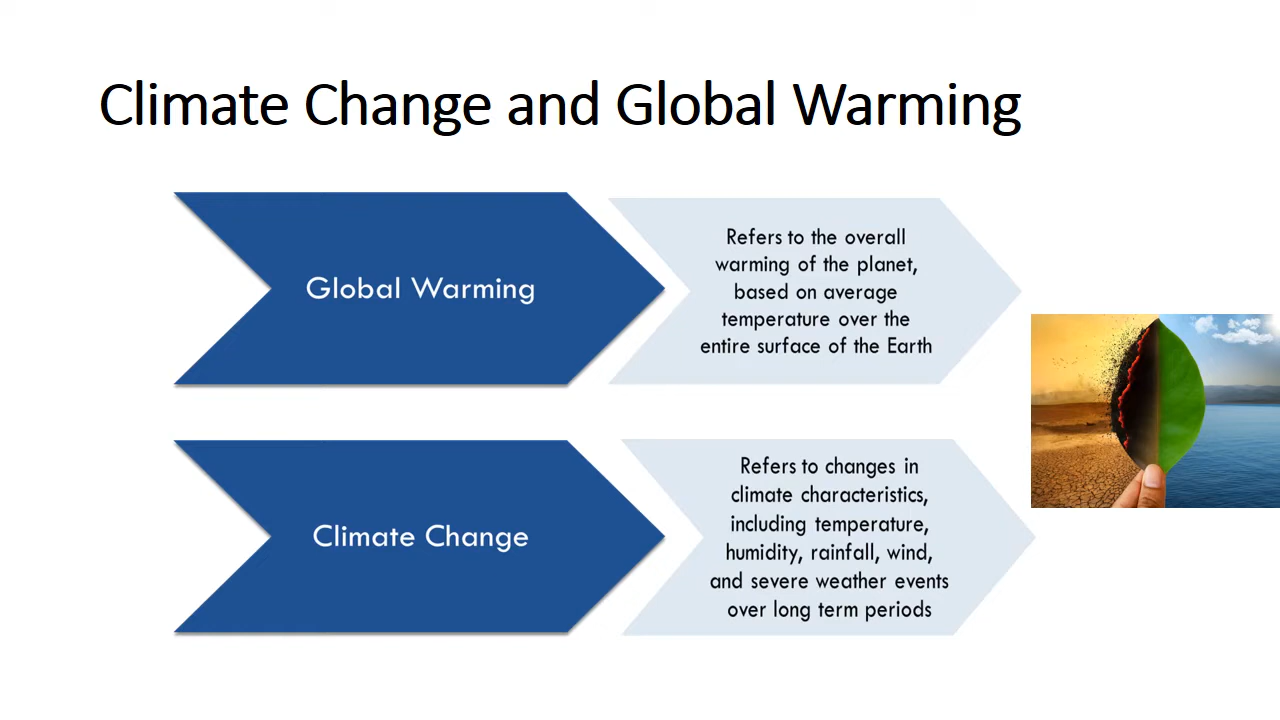 Climate Change and Global Warming
Global Warming
Refers to the overall
warming of the planet,
based on average
temperature over the
entire surface of the Earth
Climate Change
Refers to changes in
climate characteristics,
including temperature,
humidity, rainfall, wind,
and severe weather events
over long term periods